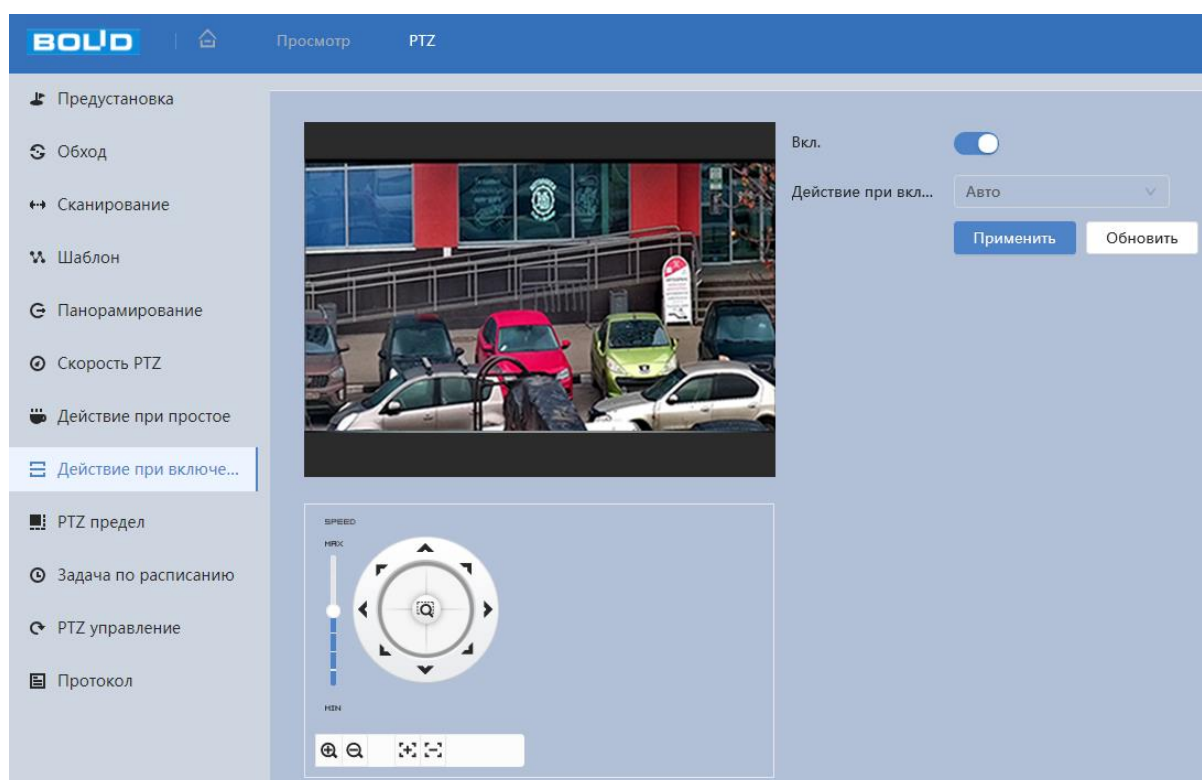 BOLID
Просмотр
PTZ
Предустановка
Обход
Сканирование
Шаблон
Панорамирование
Скорость PTZ
Действие при простое
Действие при включе...
PTZ предел
Задача по расписанию
PTZ управление
Протокол
Вкл.
Действие при вкл...
Авто
Применить
Обновить
SPEED
MAX
MIN